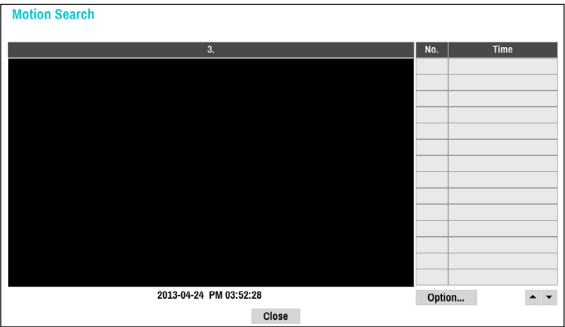 Motion Search
3. No. Time
2013-04-24 PM 03:52:28
Option...
Close